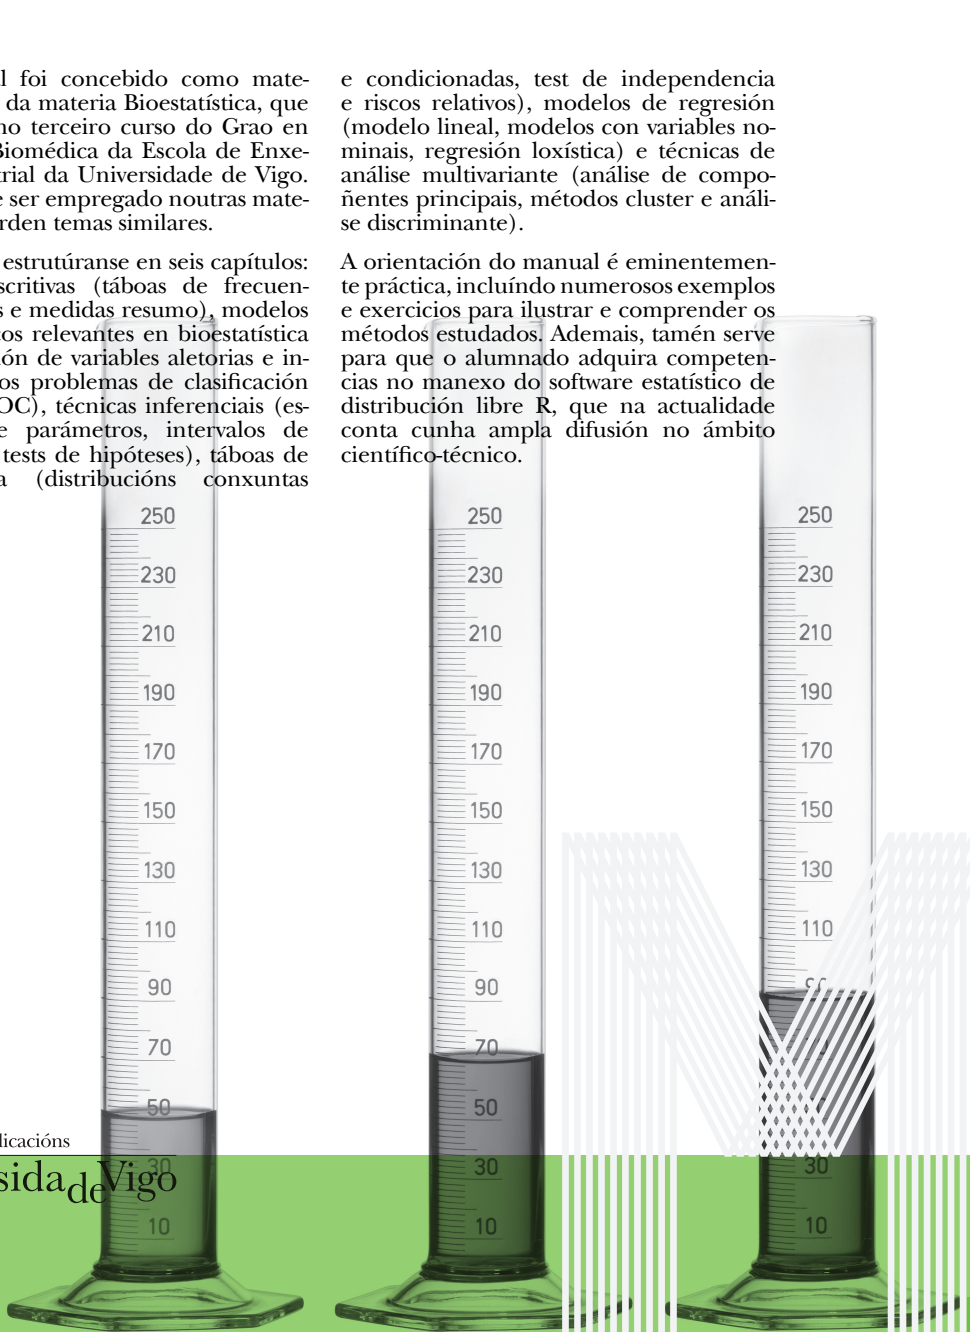 l foi concebido como mate-
da materia Bioestatística, que
no terceiro curso do Grao en
Biomédica da Escola de Enxe-
trial da Universidade de Vigo.
e ser empregado noutras mate-
rden temas similares.
estrutúranse en seis capítulos:
scritivas (táboas de frecuen-
s e medidas resumo), modelos
cos relevantes en bioestatística
ión de variables aletorias e in-
os problemas de clasificación
OC), técnicas inferenciais (es-
e parámetros, intervalos de
tests de hipóteses), táboas de
a (distribucións conxuntas
e condicionadas, test de independencia
e riscos relativos), modelos de regresión
(modelo lineal, modelos con variables no-
minais, regresión loxística) e técnicas de
análise multivariante (análise de compo-
ñentes principais, métodos cluster e análi-
se discriminante).
A orientación do manual é eminentemen-
te práctica, incluíndo numerosos exemplos
e exercicios para ilustrar e comprender os
métodos estudados. Ademais, tamén serve
para que o alumnado adquira competen-
cias no manexo do software estatístico de
distribución libre R, que na actualidade
conta cunha ampla difusión no ámbito
científico-técnico.
250
230
210
190
170
150
130
110
90
70
50
30
10
250
230
210
190
170
150
130
110
90
70
50
30
10
250
230
210
190
170
150
130
110
90
30
10
licacións
sidadeVigo
M